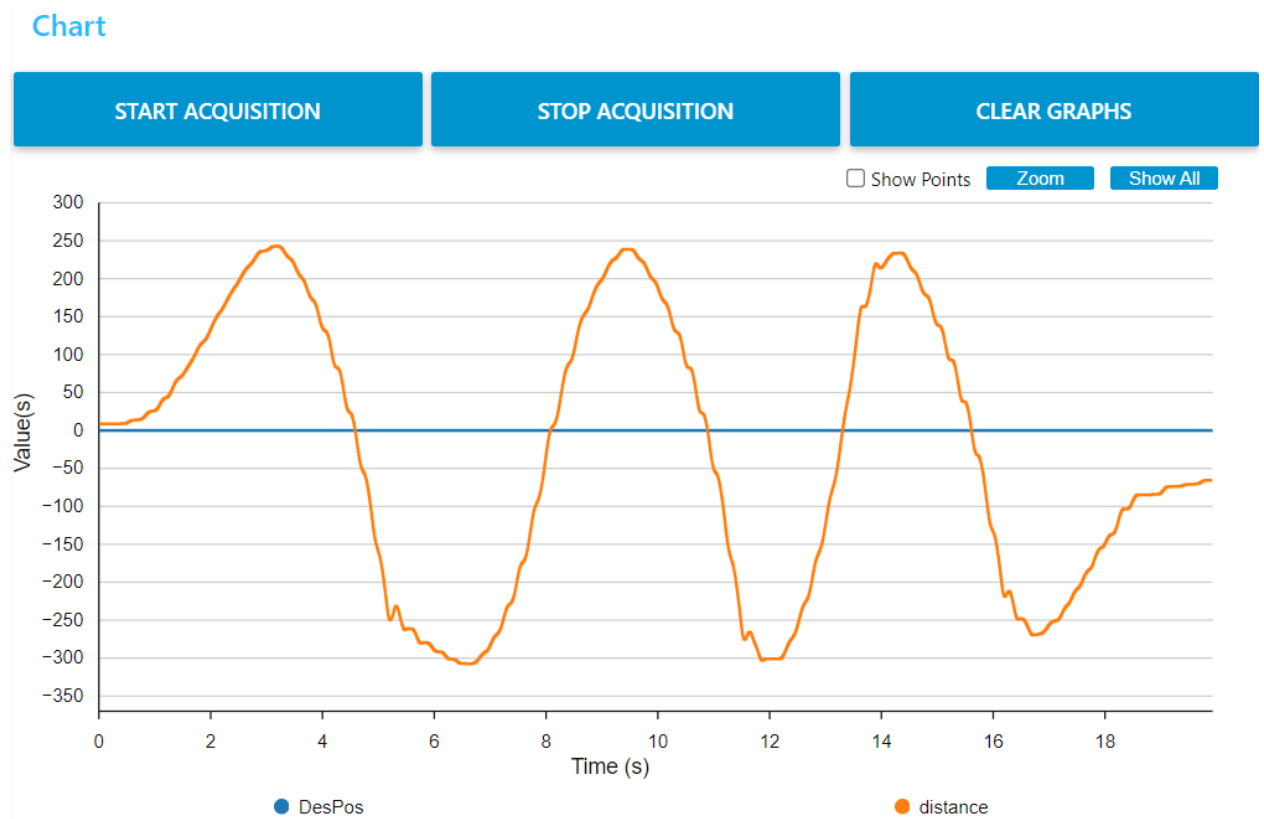 Chart
START ACQUISITION STOP ACQUISITION CLEAR GRAPHS
Show Points Zoom Show All
300
250
200
150
100
50
0
−50
−100
−150
−200
−250
−300
−350
Value(s)
0 2 4 6 8 10 12 14 16 18
Time (s)
DesPos distance